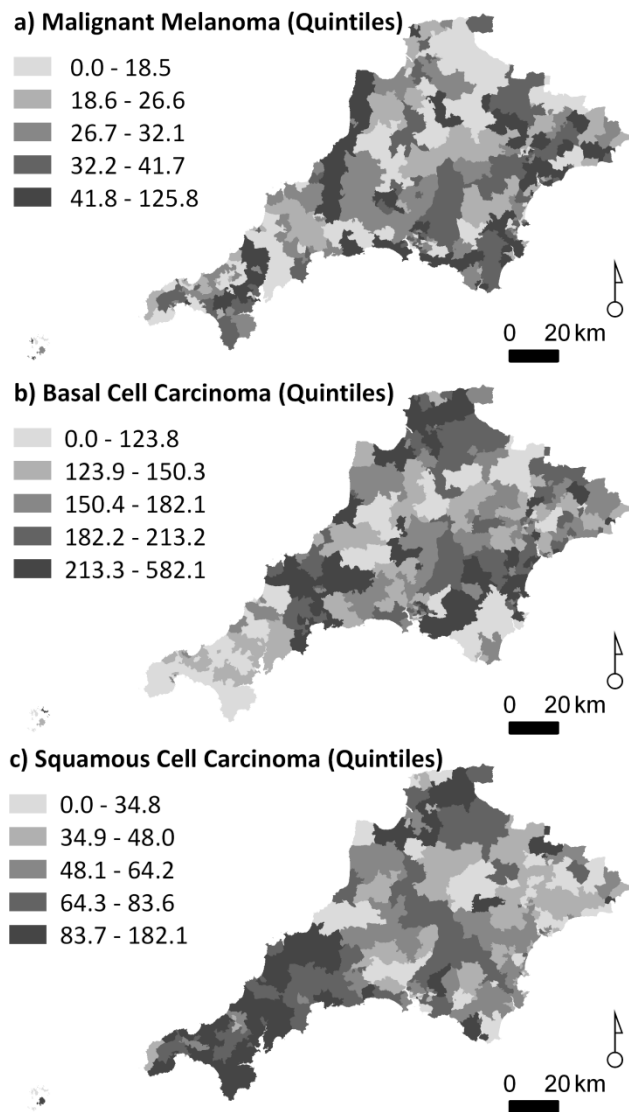 a) Malignant Melanoma (Quintiles)
0.0 - 18.5
18.6 - 26.6
26.7 - 32.1
32.2 - 41.7
41.8 - 125.8
0 20 km
b) Basal Cell Carcinoma (Quintiles)
0.0 - 123.8
123.9 - 150.3
150.4 - 182.1
182.2 - 213.2
213.3 - 582.1
0 20 km
c) Squamous Cell Carcinoma (Quintiles)
0.0 - 34.8
34.9 - 48.0
48.1 - 64.2
64.3 - 83.6
83.7 - 182.1
0 20 km